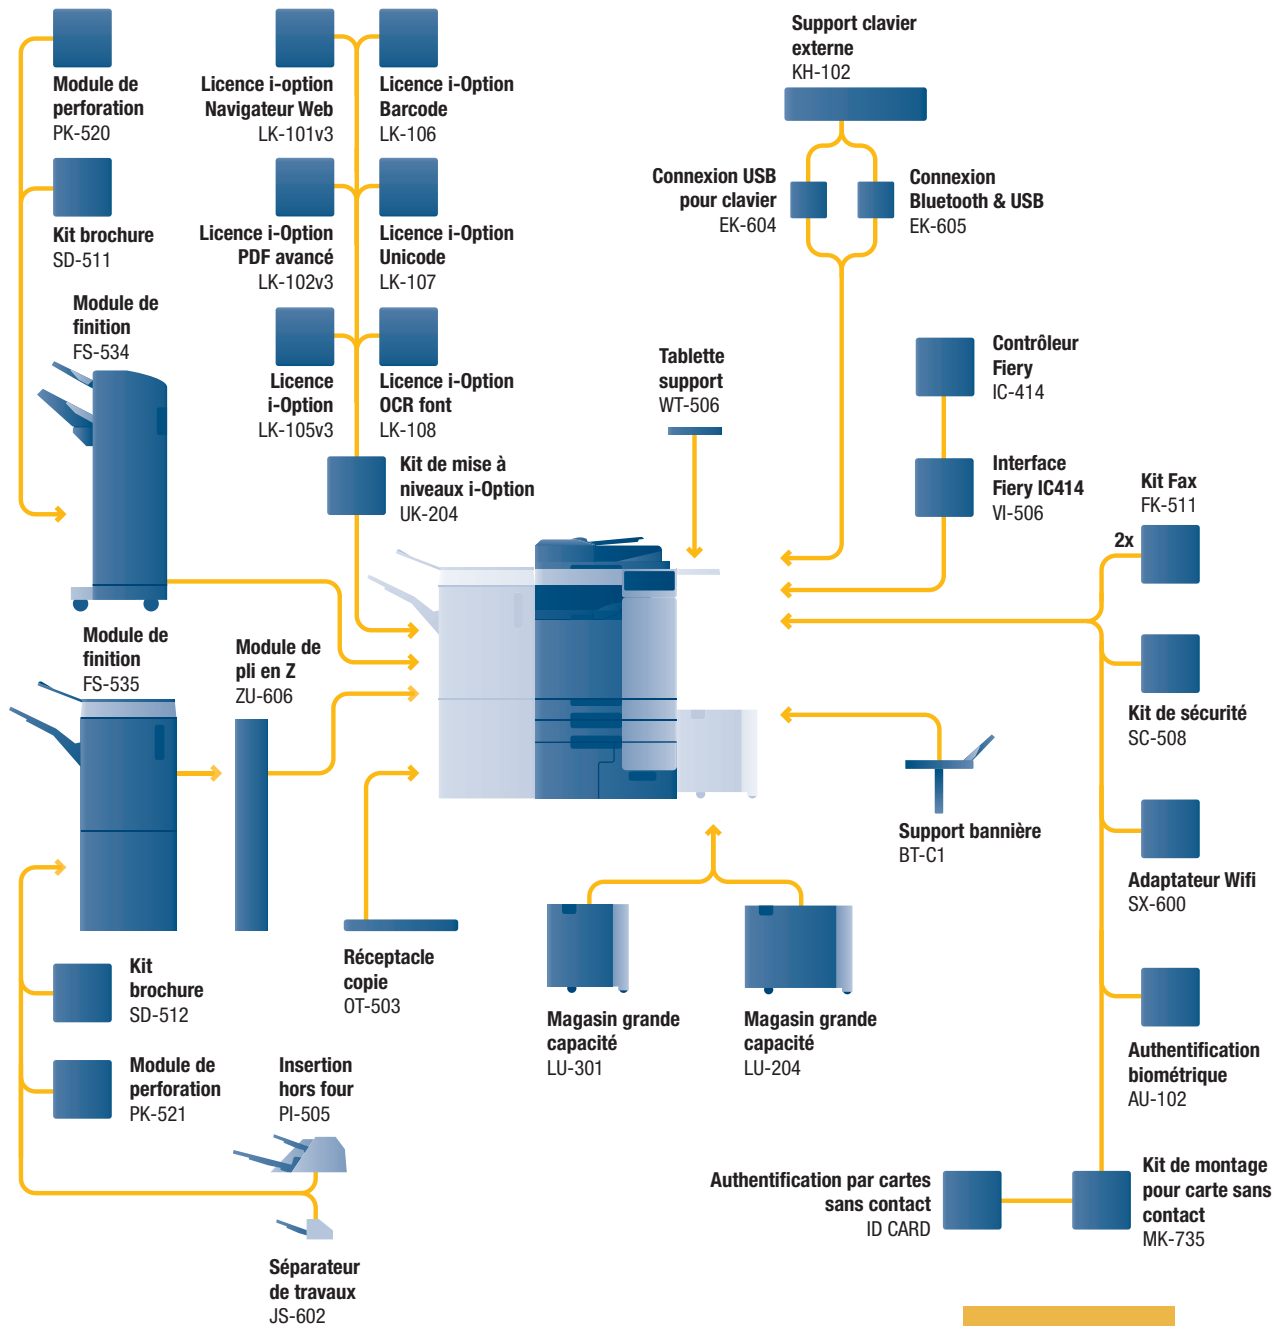 Module de
perforation
PK-520
Kit brochure
SD-511
Module de
finition
FS-534
Licence i-option
Navigateur Web
LK-101v3
Licence i-Option
Barcode
LK-106
Licence i-Option
PDF avancé
LK-102v3
Licence i-Option
Unicode
LK-107
Licence
i-Option
LK-105v3
Licence i-Option
OCR font
LK-108
Kit de mise à
niveaux i-Option
UK-204
Support clavier
externe
KH-102
Connexion USB
pour clavier
EK-604
Connexion
Bluetooth & USB
EK-605
Tablette
support
WT-506
Contrôleur
Fiery
IC-414
Interface
Fiery IC414
VI-506
Kit Fax
FK-511
2x
Kit de sécurité
SC-508
Adaptateur Wifi
SX-600
Authentification
biométrique
AU-102
Kit de montage
pour carte sans
contact
MK-735
Authentification par cartes
sans contact
ID CARD
Support bannière
BT-C1
Module de
finition
FS-535
Module de
pli en Z
ZU-606
Réceptacle
copie
OT-503
Magasin grande
capacité
LU-301
Magasin grande
capacité
LU-204
Kit
brochure
SD-512
Module de
perforation
PK-521
Insertion
hors four
PI-505
Séparateur
de travaux
JS-602